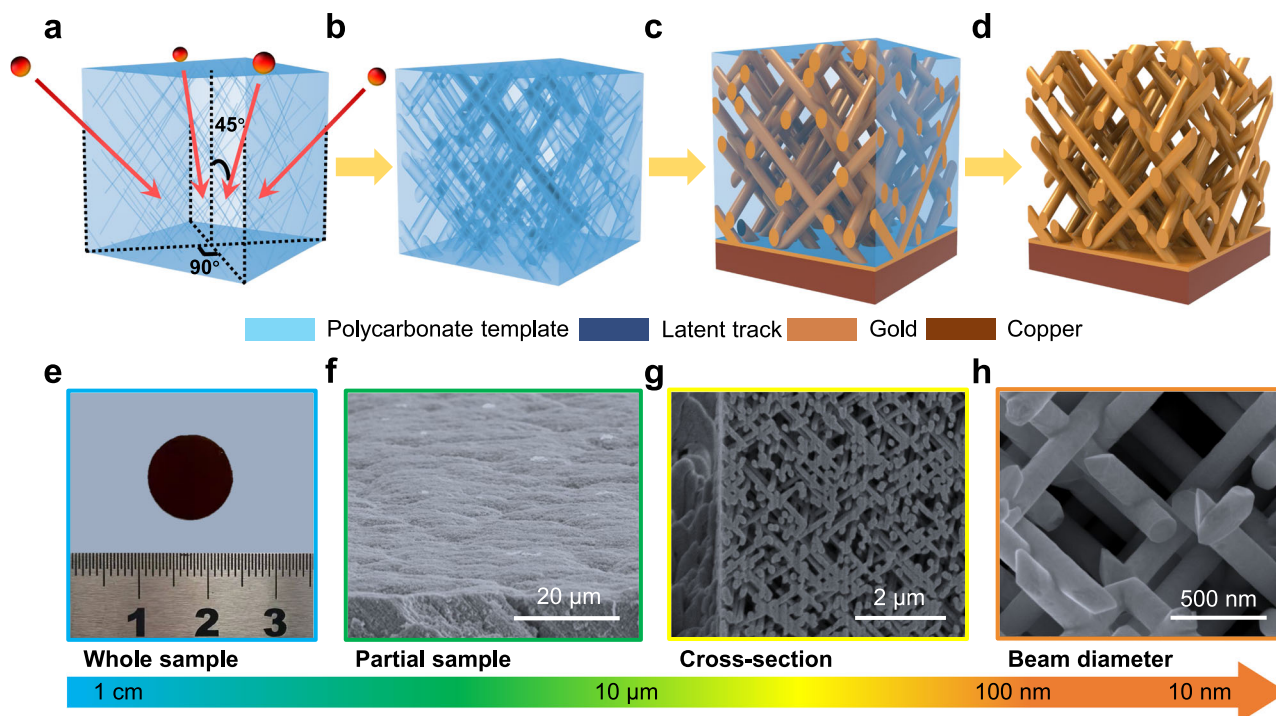 a
b
c
d
45°
90°
Polycarbonate template
Latent track
Gold
Copper
e
f
g
h
1 2 3
20 μm
2 μm
500 nm
Whole sample
Partial sample
Cross-section
Beam diameter
1 cm
10 μm
100 nm
10 nm